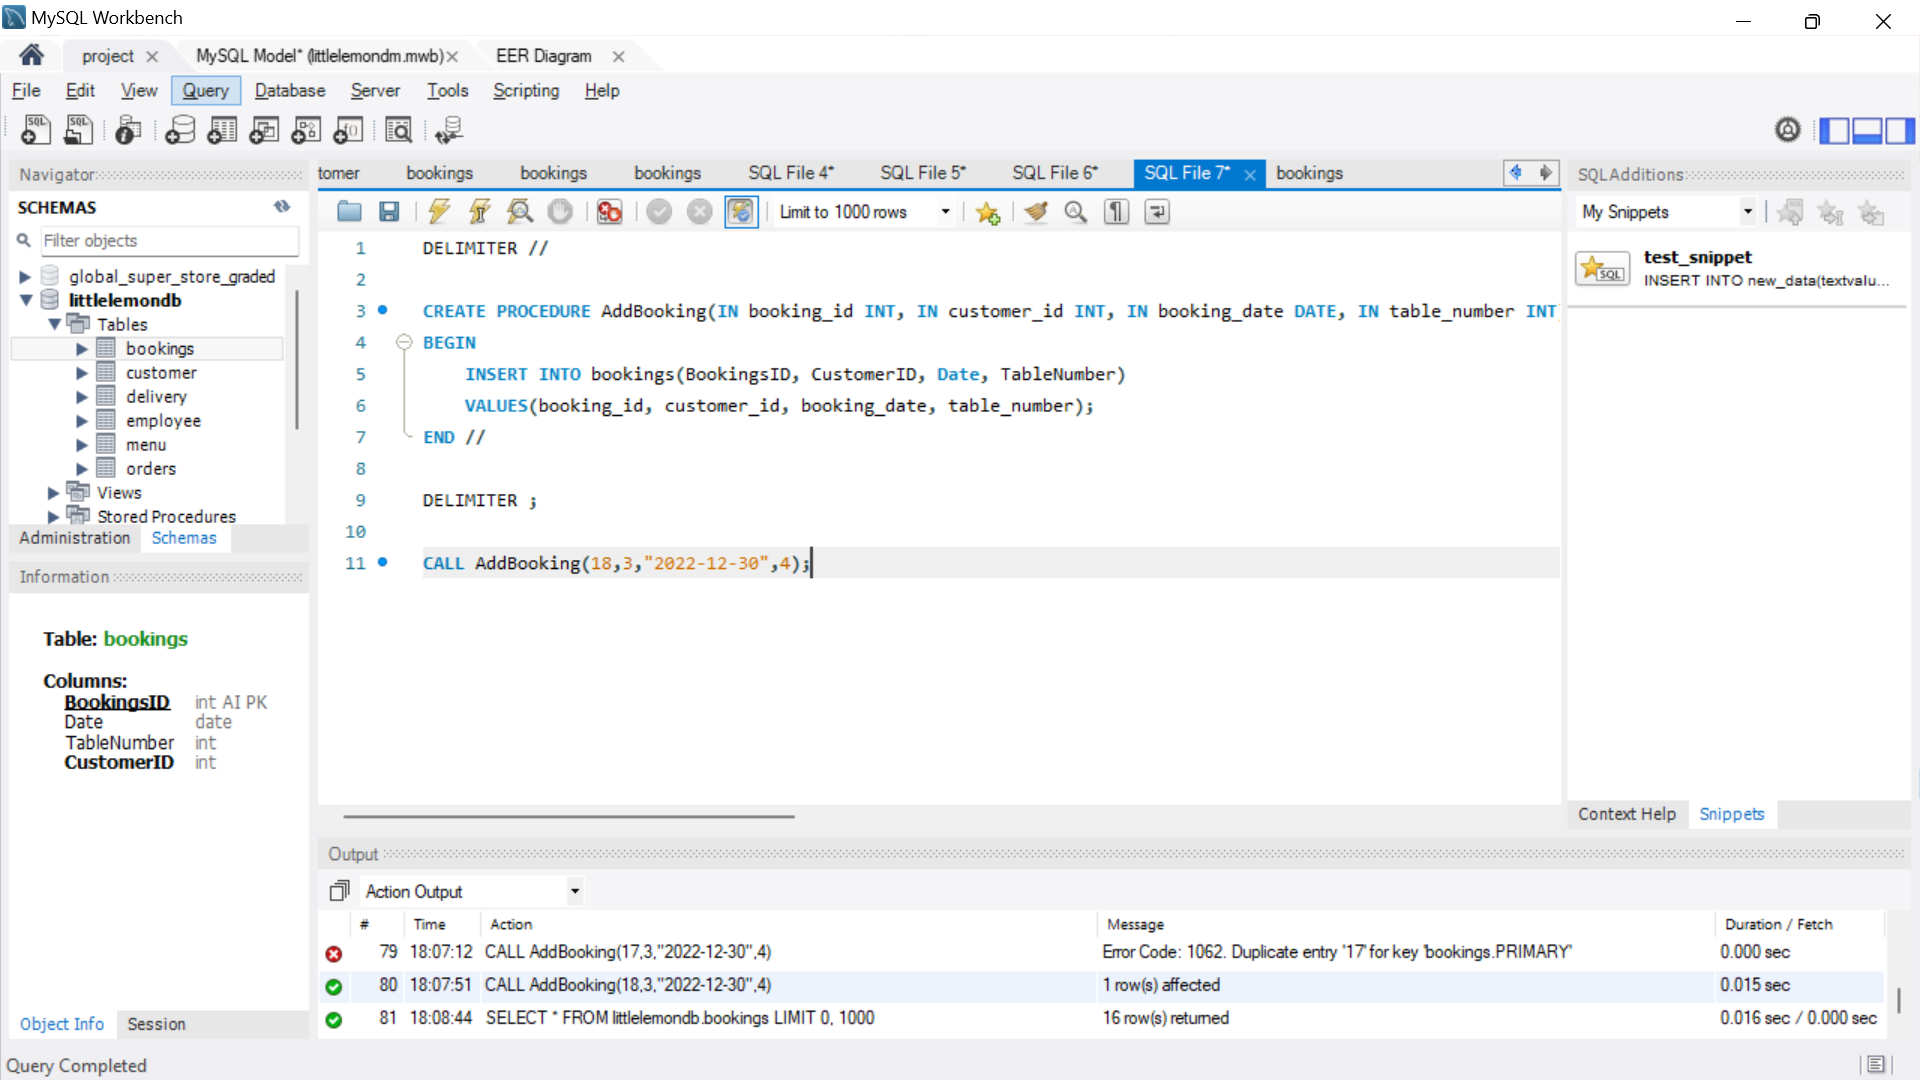 MySQL Workbench
project
MySQL Model* (littlelemondm.mwb)
EER Diagram
File Edit View Query Database Server Tools Scripting Help
Navigator
tomer bookings bookings bookings SQL File 4* SQL File 5* SQL File 6* SQL File 7* bookings
SQLAdditions
SCHEMAS
Filter objects
global_super_store_graded
littlelemondb
Tables
bookings
customer
delivery
employee
menu
orders
Views
Stored Procedures
Administration Schemas
Information
Table: bookings
Columns:
BookingsID int AI PK
Date date
TableNumber int
CustomerID int
Object Info Session
Limit to 1000 rows
1 DELIMITER //
2
3 CREATE PROCEDURE AddBooking(IN booking_id INT, IN customer_id INT, IN booking_date DATE, IN table_number INT
4 BEGIN
5 INSERT INTO bookings(BookingsID, CustomerID, Date, TableNumber)
6 VALUES(booking_id, customer_id, booking_date, table_number);
7 END //
8
9 DELIMITER ;
10
11 CALL AddBooking(18,3,"2022-12-30",4);
My Snippets
SQL
test_snippet
INSERT INTO new_data(textvalu...
Context Help Snippets
Output
Action Output
# Time Action Message Duration / Fetch
79 18:07:12 CALL AddBooking(17,3,"2022-12-30",4) Error Code: 1062. Duplicate entry '17' for key 'bookings.PRIMARY' 0.000 sec
80 18:07:51 CALL AddBooking(18,3,"2022-12-30",4) 1 row(s) affected 0.015 sec
81 18:08:44 SELECT * FROM littlelemondb.bookings LIMIT 0, 1000 16 row(s) returned 0.016 sec / 0.000 sec
Query Completed